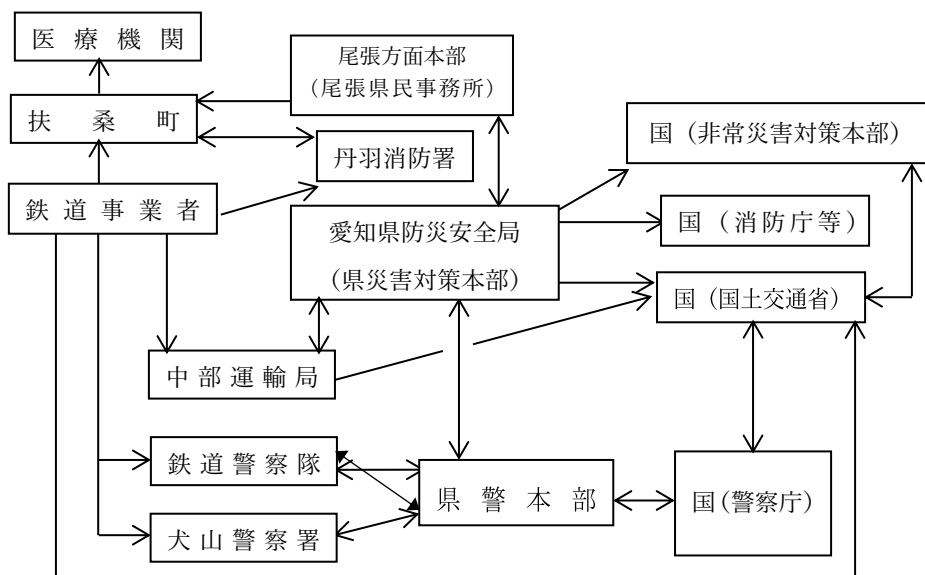 医療機関
尾張方面本部
（尾張県民事務所）
扶桑町
国（非常災害対策本部）
丹羽消防署
鉄道事業者
愛知県防災安全局
（県災害対策本部）
国（消防庁等）
国（国土交通省）
中部運輸局
鉄道警察隊
県警本部
国（警察庁）
犬山警察署